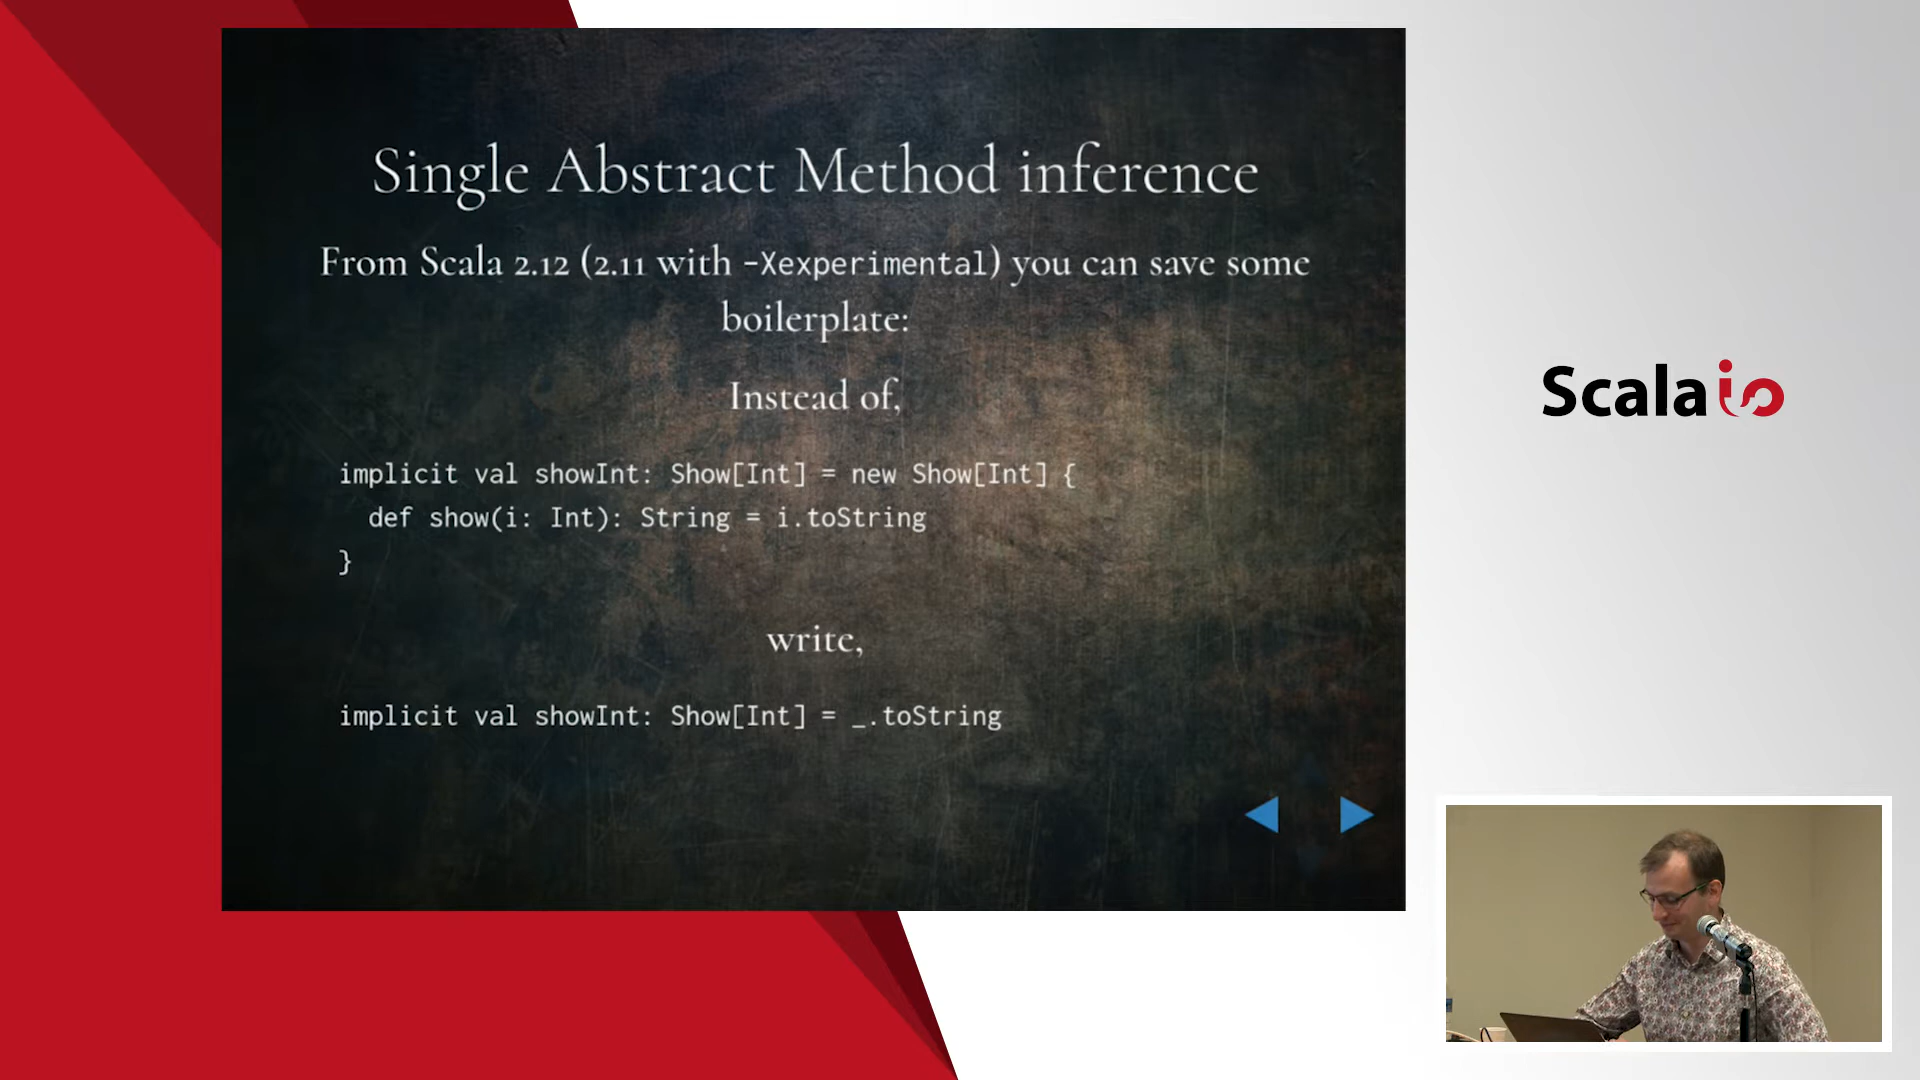 Single Abstract Method inference
From Scala 2.12 (2.11 with -Xexperimental) you can save some
boilerplate:
Instead of,
implicit val showInt: Show[Int] = new Show[Int] {
  def show(i: Int): String = i.toString
}
write,
implicit val showInt: Show[Int] = _.toString
Scala io